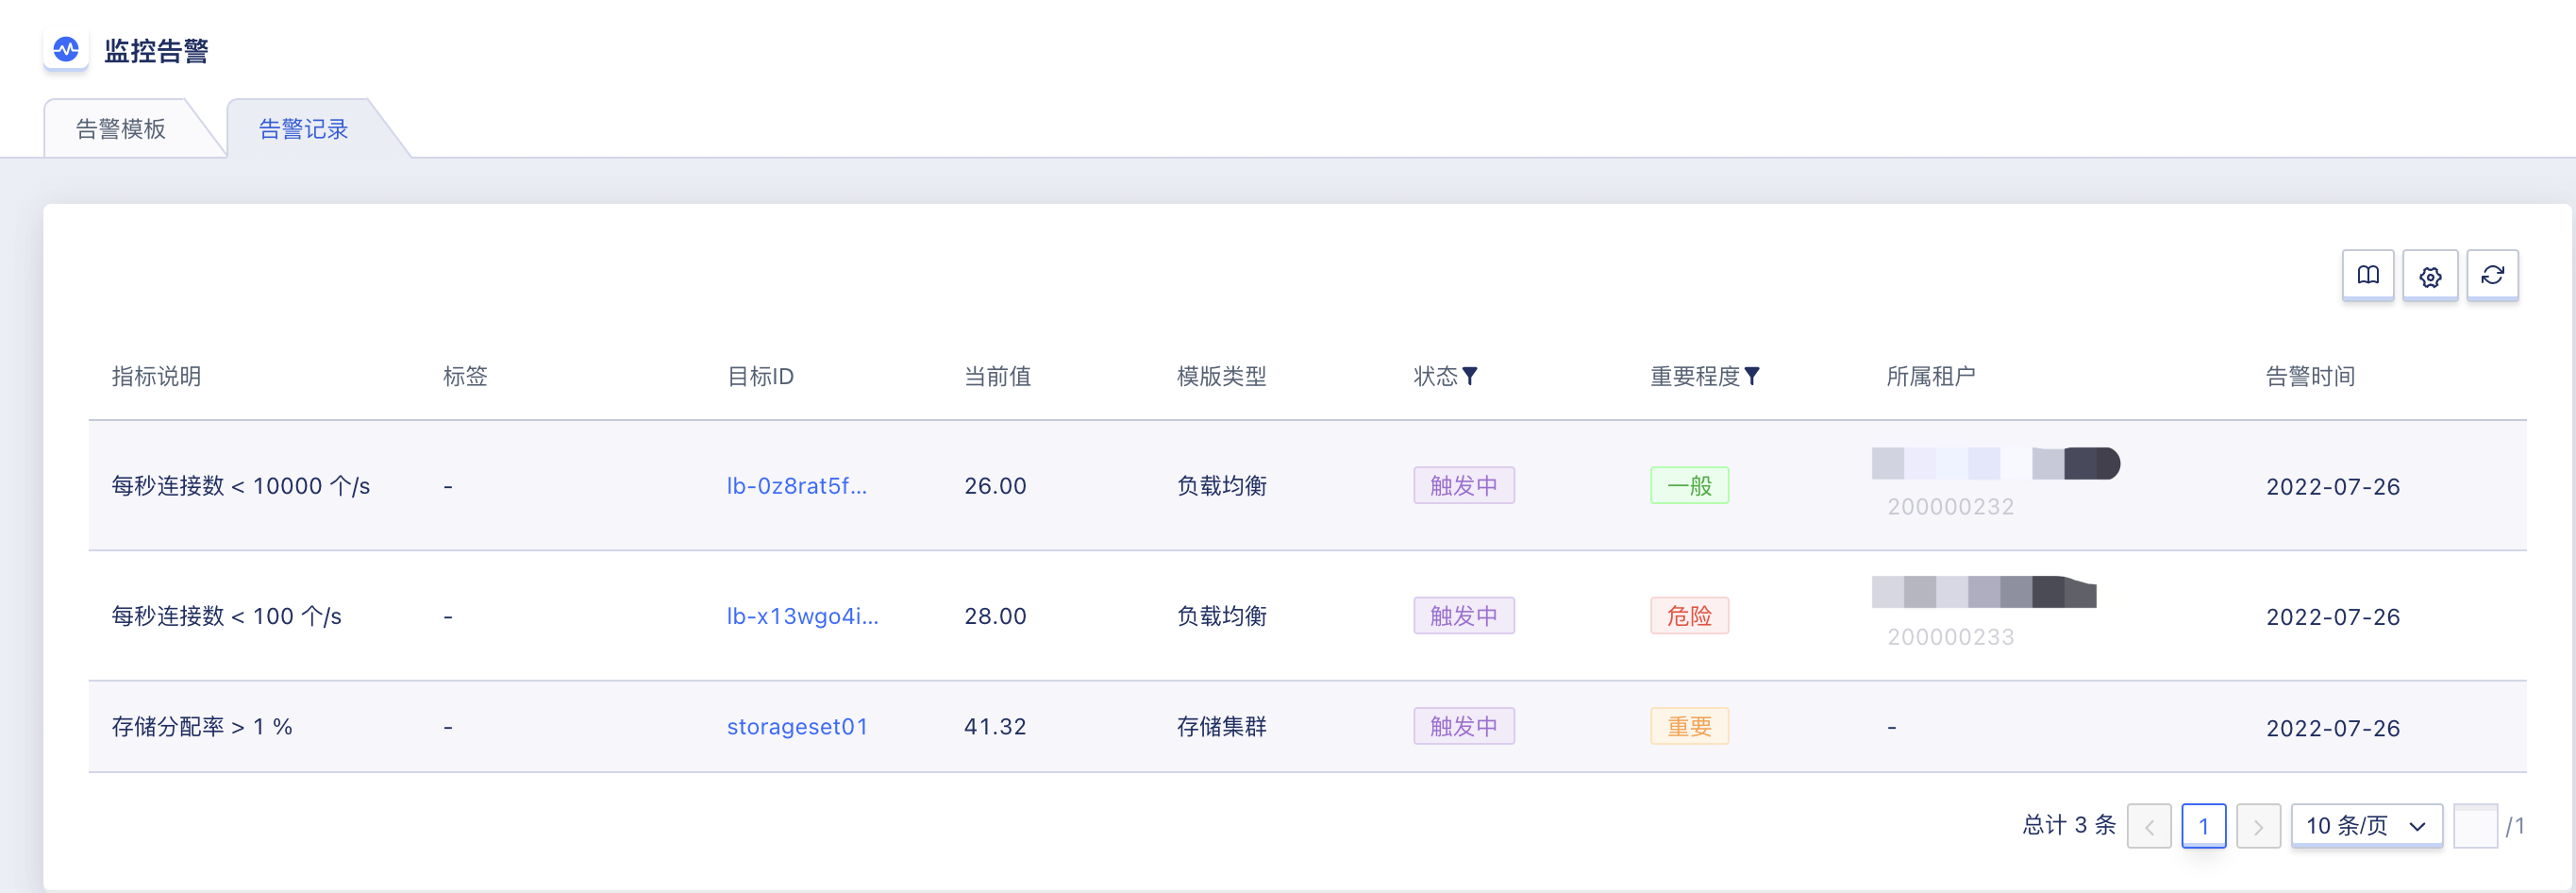 监控告警
告警模板 告警记录
指标说明 标签 目标ID 当前值 模版类型 状态 重要程度 所属租户 告警时间
每秒连接数 < 10000 个/s - lb-0z8rat5f... 26.00 负载均衡 触发中 一般 200000232 2022-07-26
每秒连接数 < 100 个/s - lb-x13wgo4i... 28.00 负载均衡 触发中 危险 200000233 2022-07-26
存储分配率 > 1 % - storageset01 41.32 存储集群 触发中 重要 - 2022-07-26
总计 3 条 1 10 条/页 /1